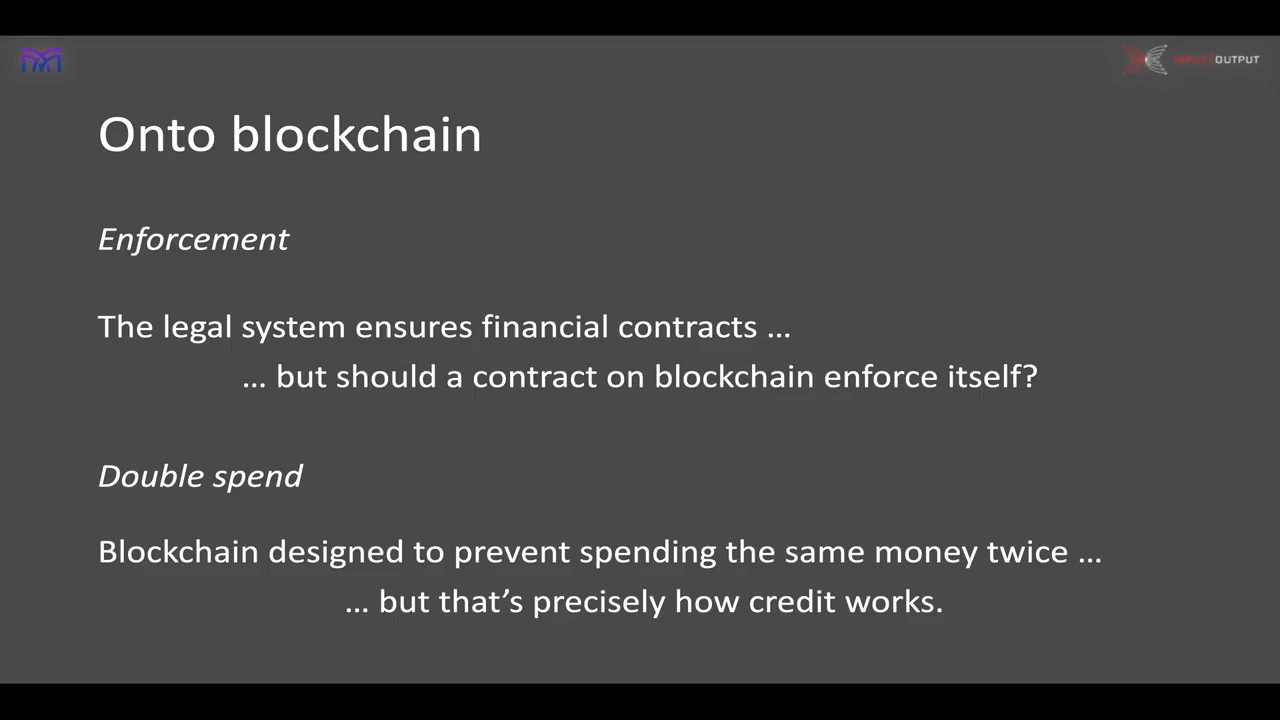 INPUT|OUTPUT
Onto blockchain
Enforcement
The legal system ensures financial contracts …
… but should a contract on blockchain enforce itself?
Double spend
Blockchain designed to prevent spending the same money twice …
… but that’s precisely how credit works.